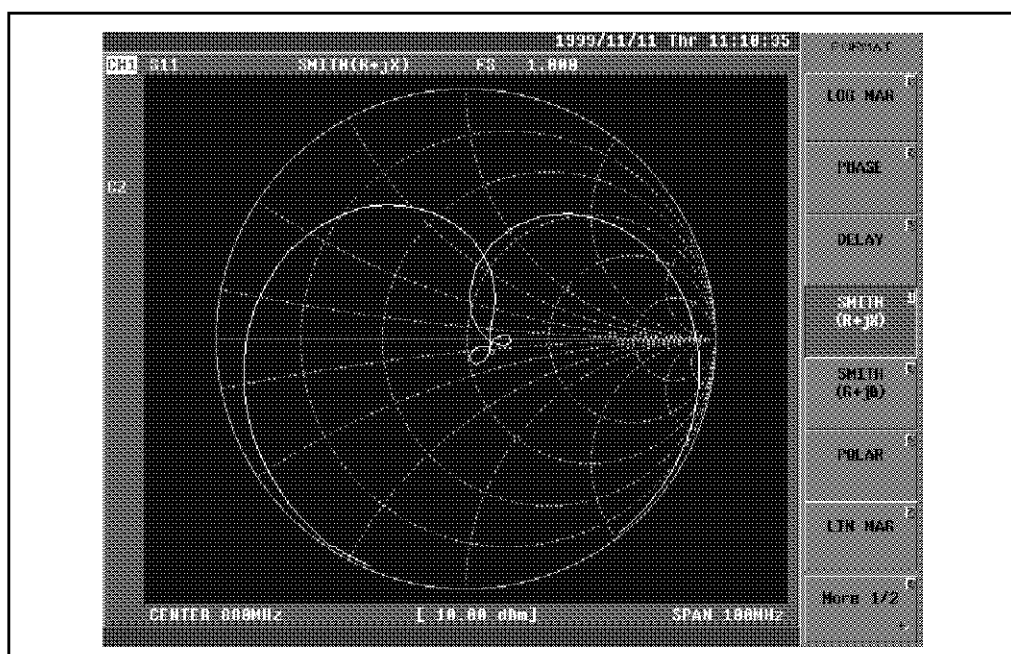 1999/11/11 Thr 11:10:35
FORMAT
CH1 S11 SMITH(R+jX) FS 1.000
LOG MAG
C2
PHASE
DELAY
SMITH
(R+jX)
SMITH
POLAR
LIN MAG
More 1/2
CENTER 800MHz [ 10.00 dBm] SPAN 100MHz